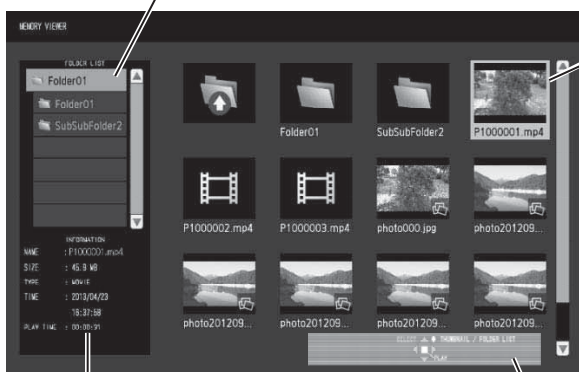 MEMORY VIEWER
FOLDER LIST
Folder01
Folder01
SubSubFolder2
INFORMATION
NAME : P1000001.mp4
SIZE : 45.9 MB
TYPE : MOVIE
TIME : 2013/04/23
16:37:58
PLAY TIME : 00:00:31
Folder01
SubSubFolder2
P1000001.mp4
P1000002.mp4
P1000003.mp4
photo000.jpg
photo201209...
photo201209...
photo201209...
photo201209...
photo201209...
SELECT THUMBNAIL / FOLDER LIST
PLAY